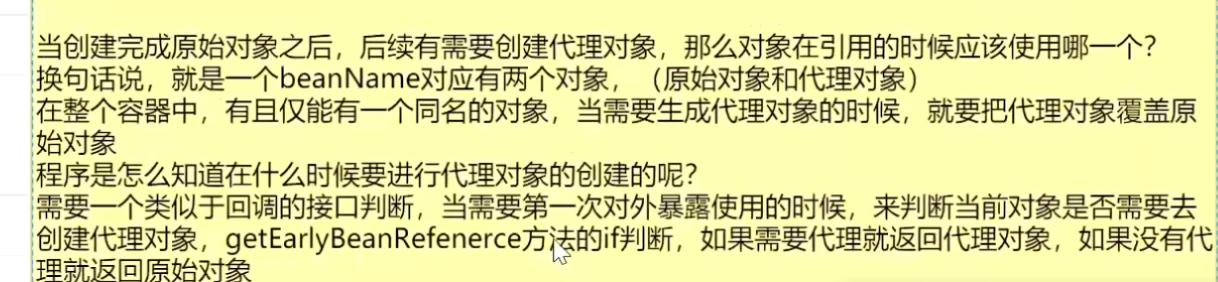 当创建完成原始对象之后，后续有需要创建代理对象，那么对象在引用的时候应该使用哪一个？
换句话说，就是一个beanName对应有两个对象，（原始对象和代理对象）
在整个容器中，有且仅能有一个同名的对象，当需要生成代理对象的时候，就要把代理对象覆盖原
始对象
程序是怎么知道在什么时候要进行代理对象的创建的呢？
需要一个类似于回调的接口判断，当需要第一次对外暴露使用的时候，来判断当前对象是否需要去
创建代理对象，getEarlyBeanRefenerce方法的if判断，如果需要代理就返回代理对象，如果没有代
理就返回原始对象